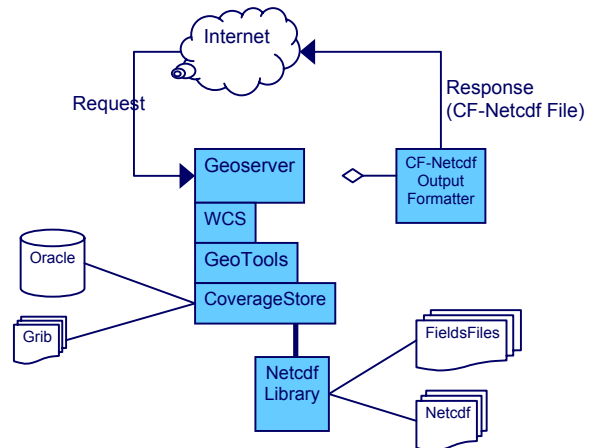 Internet
Request
Response
(CF-Netcdf File)
Geoserver
CF-Netcdf
Output
Formatter
WCS
GeoTools
CoverageStore
Oracle
Grib
Netcdf
Library
FieldsFiles
Netcdf